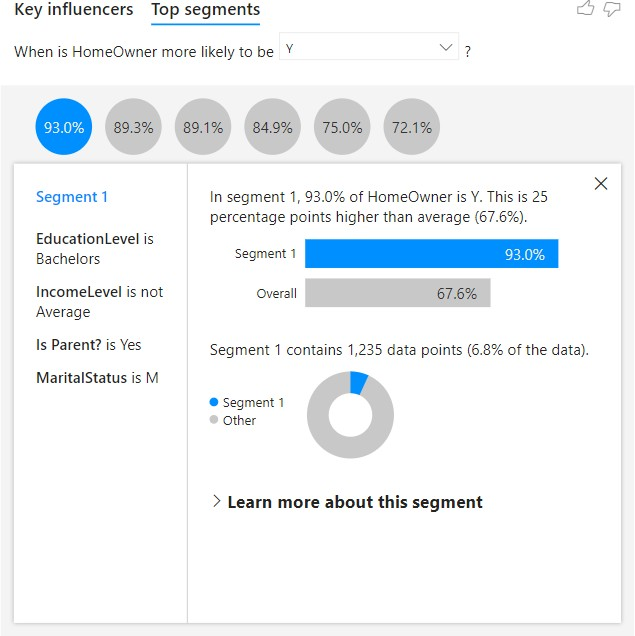 Key influencers Top segments
When is HomeOwner more likely to be Y ?
93.0% 89.3% 89.1% 84.9% 75.0% 72.1%
Segment 1
EducationLevel is
Bachelors
IncomeLevel is not
Average
Is Parent? is Yes
MaritalStatus is M
In segment 1, 93.0% of HomeOwner is Y. This is 25
percentage points higher than average (67.6%).
Segment 1 93.0%
Overall 67.6%
Segment 1 contains 1,235 data points (6.8% of the data).
Segment 1
Other
Learn more about this segment